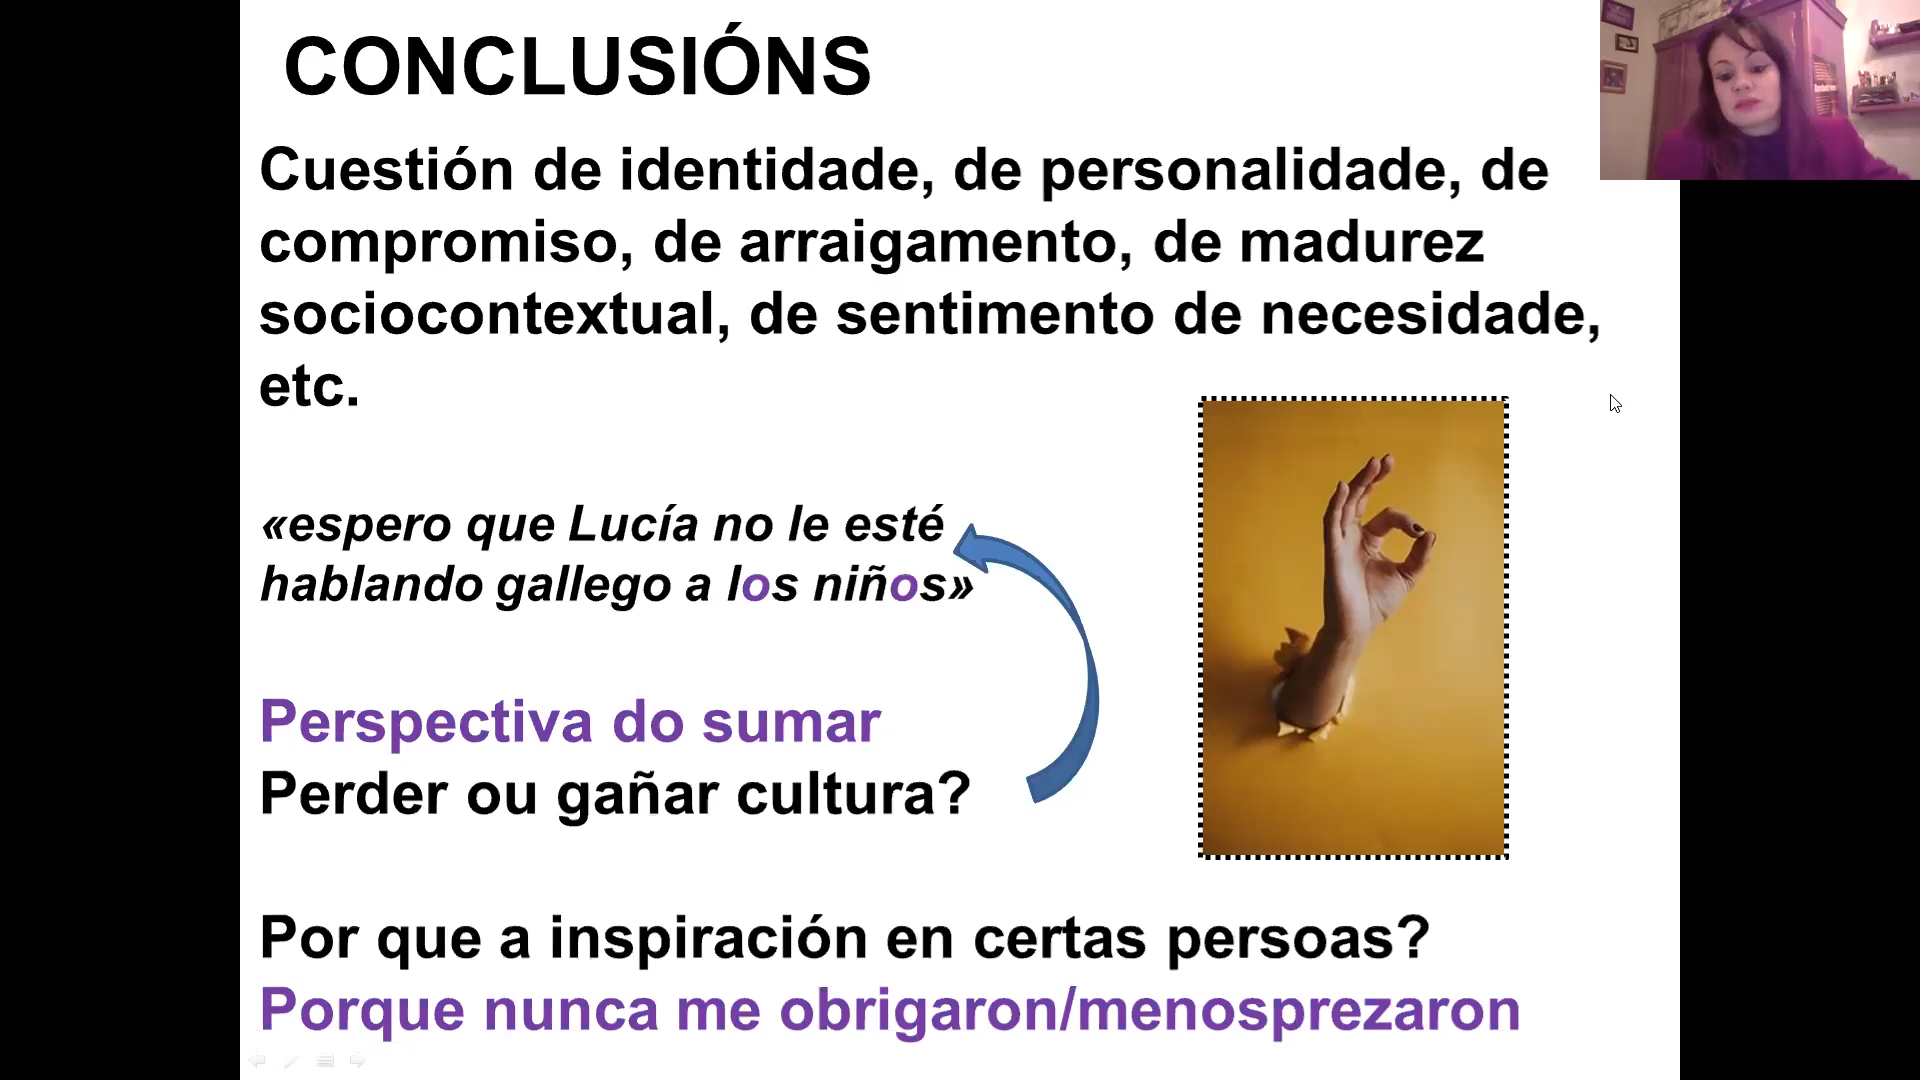 CONCLUSIÓNS
Cuestión de identidade, de personalidade, de
compromiso, de arraigamento, de madurez
sociocontextual, de sentimento de necesidade,
etc.
«espero que Lucía no le esté
hablando gallego a los niños»
Perspectiva do sumar
Perder ou gañar cultura?
Por que a inspiración en certas persoas?
Porque nunca me obrigaron/menosprezaron